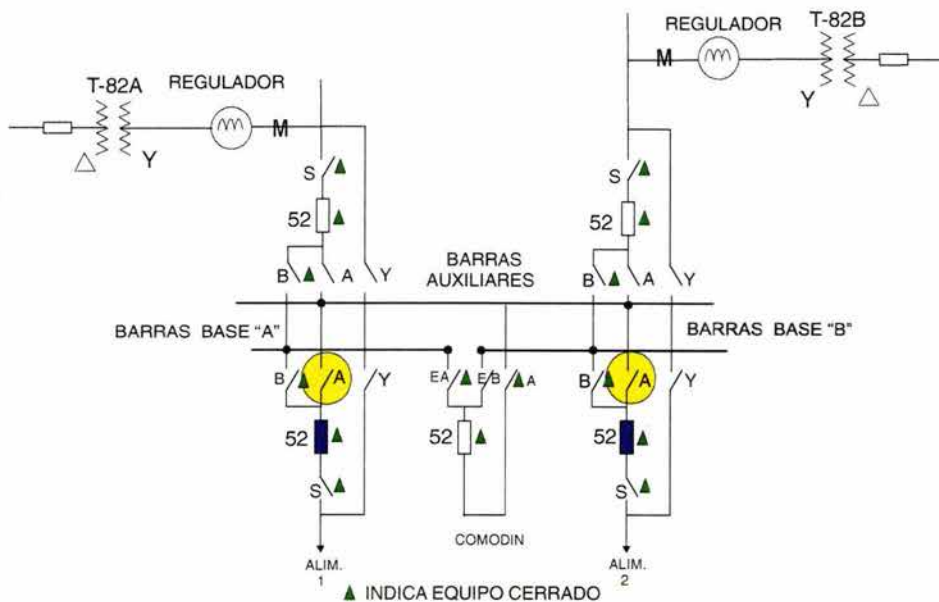 REGULADOR
T-82B
T-82A
REGULADOR
M
Y
M
Y
S
S
52
52
B
A
Y
BARRAS
AUXILIARES
B
A
Y
BARRAS BASE "A"
BARRAS BASE "B"
B
A
Y
EA
EB
A
B
A
Y
52
52
52
S
S
COMODIN
ALIM.
1
ALIM.
2
INDICA EQUIPO CERRADO